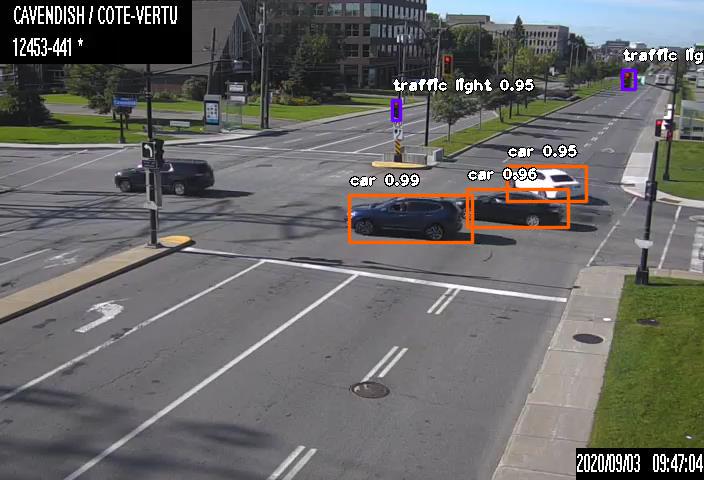 CAVENDISH / COTE-VERTU
12453-441 *
traffic lig
traffic light 0.95
car 0.95
car 0.96
car 0.99
2020/09/03 09:47:04